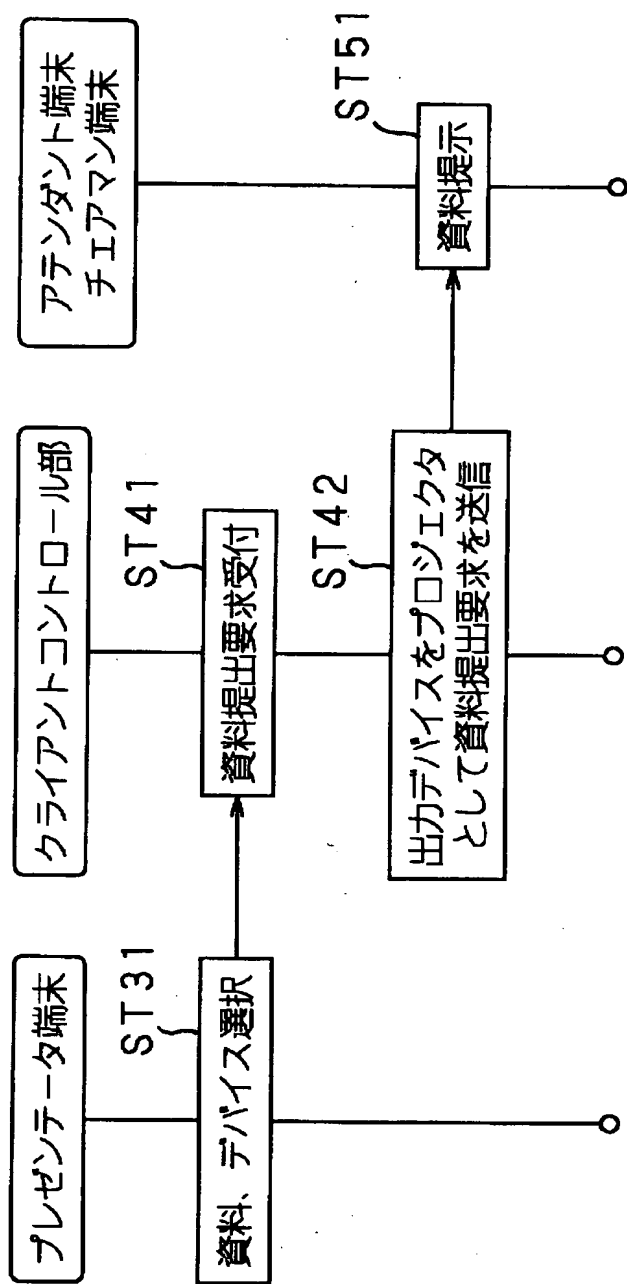 プレゼンテータ端末
ST31
資料、デバイス選択
クライアントコントロール部
ST41
資料提出要求受付
ST42
出力デバイスをプロジェクタ
として資料提出要求を送信
アテンダント端末
チェアマン端末
ST51
資料提示